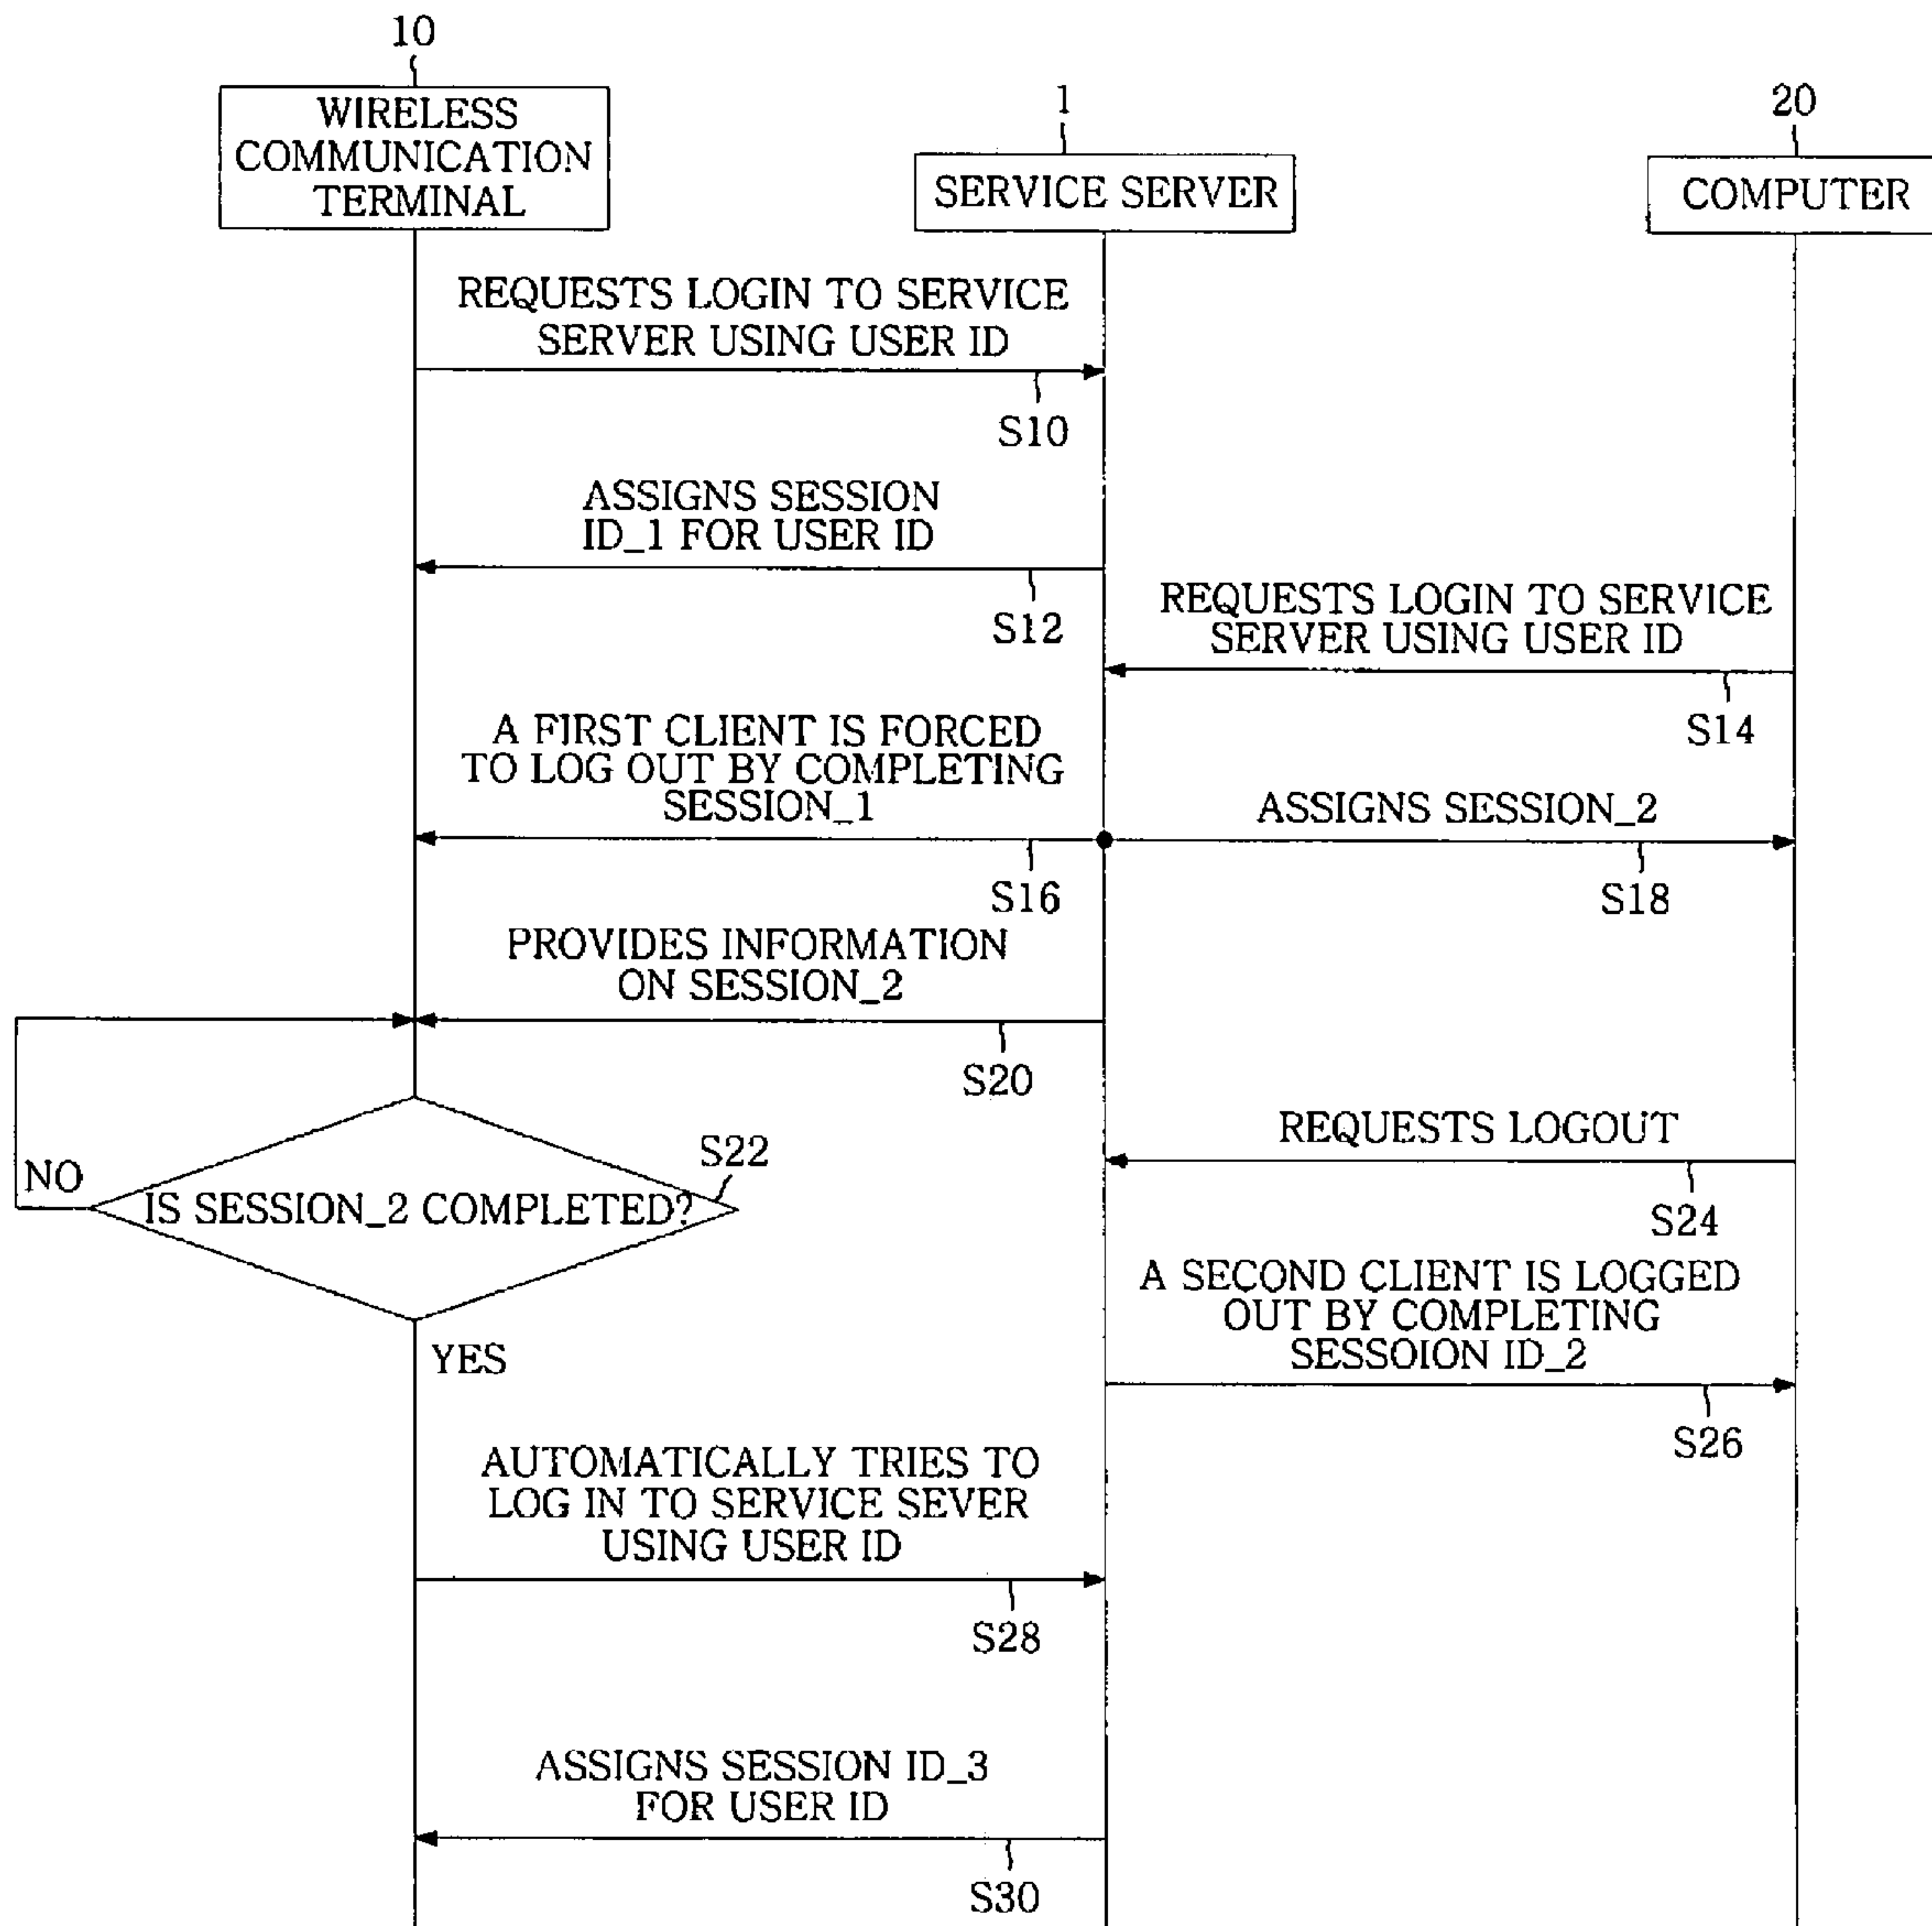 10
WIRELESS
COMMUNICATION
TERMINAL
1
SERVICE SERVER
20
COMPUTER
REQUESTS LOGIN TO SERVICE
SERVER USING USER ID
S10
ASSIGNS SESSION
ID_1 FOR USER ID
S12
REQUESTS LOGIN TO SERVICE
SERVER USING USER ID
S14
A FIRST CLIENT IS FORCED
TO LOG OUT BY COMPLETING
SESSION_1
S16
ASSIGNS SESSION_2
S18
PROVIDES INFORMATION
ON SESSION_2
S20
NO
IS SESSION_2 COMPLETED?
S22
YES
REQUESTS LOGOUT
S24
A SECOND CLIENT IS LOGGED
OUT BY COMPLETING
SESSOION ID_2
S26
AUTOMATICALLY TRIES TO
LOG IN TO SERVICE SEVER
USING USER ID
S28
ASSIGNS SESSION ID_3
FOR USER ID
S30